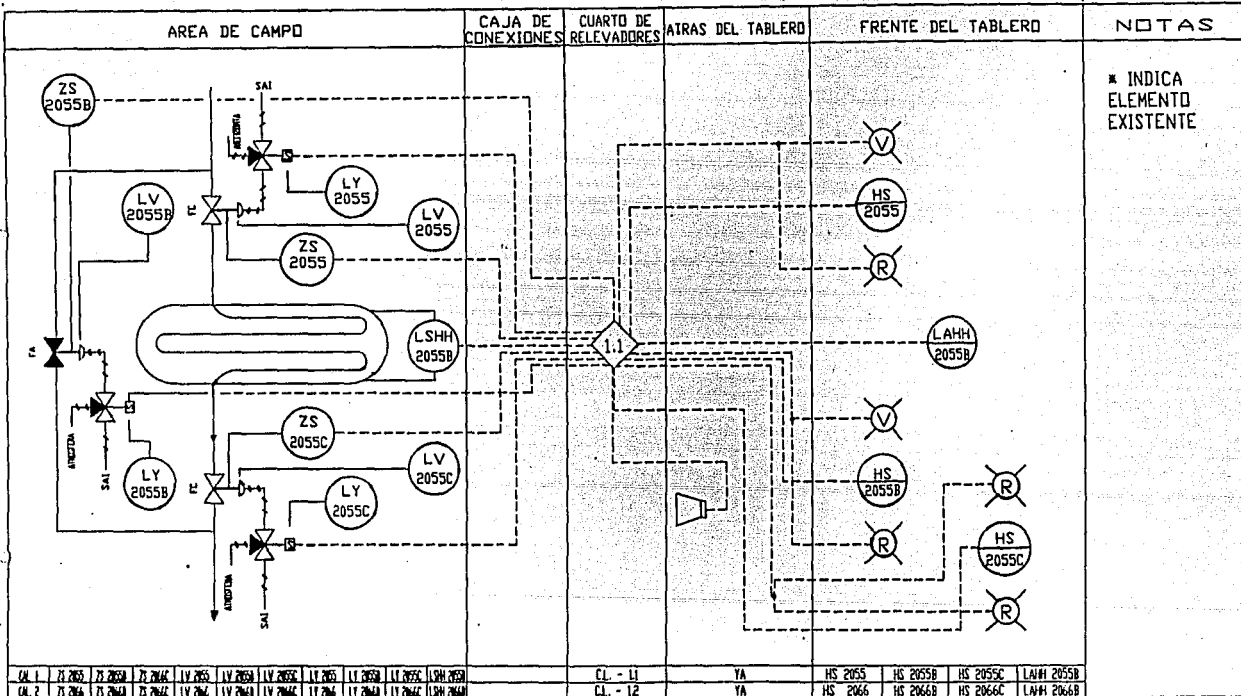 AREA DE CAMPO
CAJA DE CONEXIONES
CUARTO DE RELEVADORES
ATRAS DEL TABLERO
FRENTE DEL TABLERO
NOTAS
* INDICA
ELEMENTO
EXISTENTE
ZS 2055B
SAI
LY 2055
LV 2055B
FC
LV 2055
ZS 2055
LSHH 2055B
FA
ZS 2055C
LV 2055C
SAI
LY 2055B
FC
LY 2055C
SAI
1.1
V
HS 2055
R
LAHH 2055B
V
HS 2055B
R
R
HS 2055C
R
C.L. - L1 YA HS 2055 HS 2055B HS 2055C LAHH 2055B
C.L. - L2 YA HS 2066 HS 2066B HS 2066C LAHH 2066B